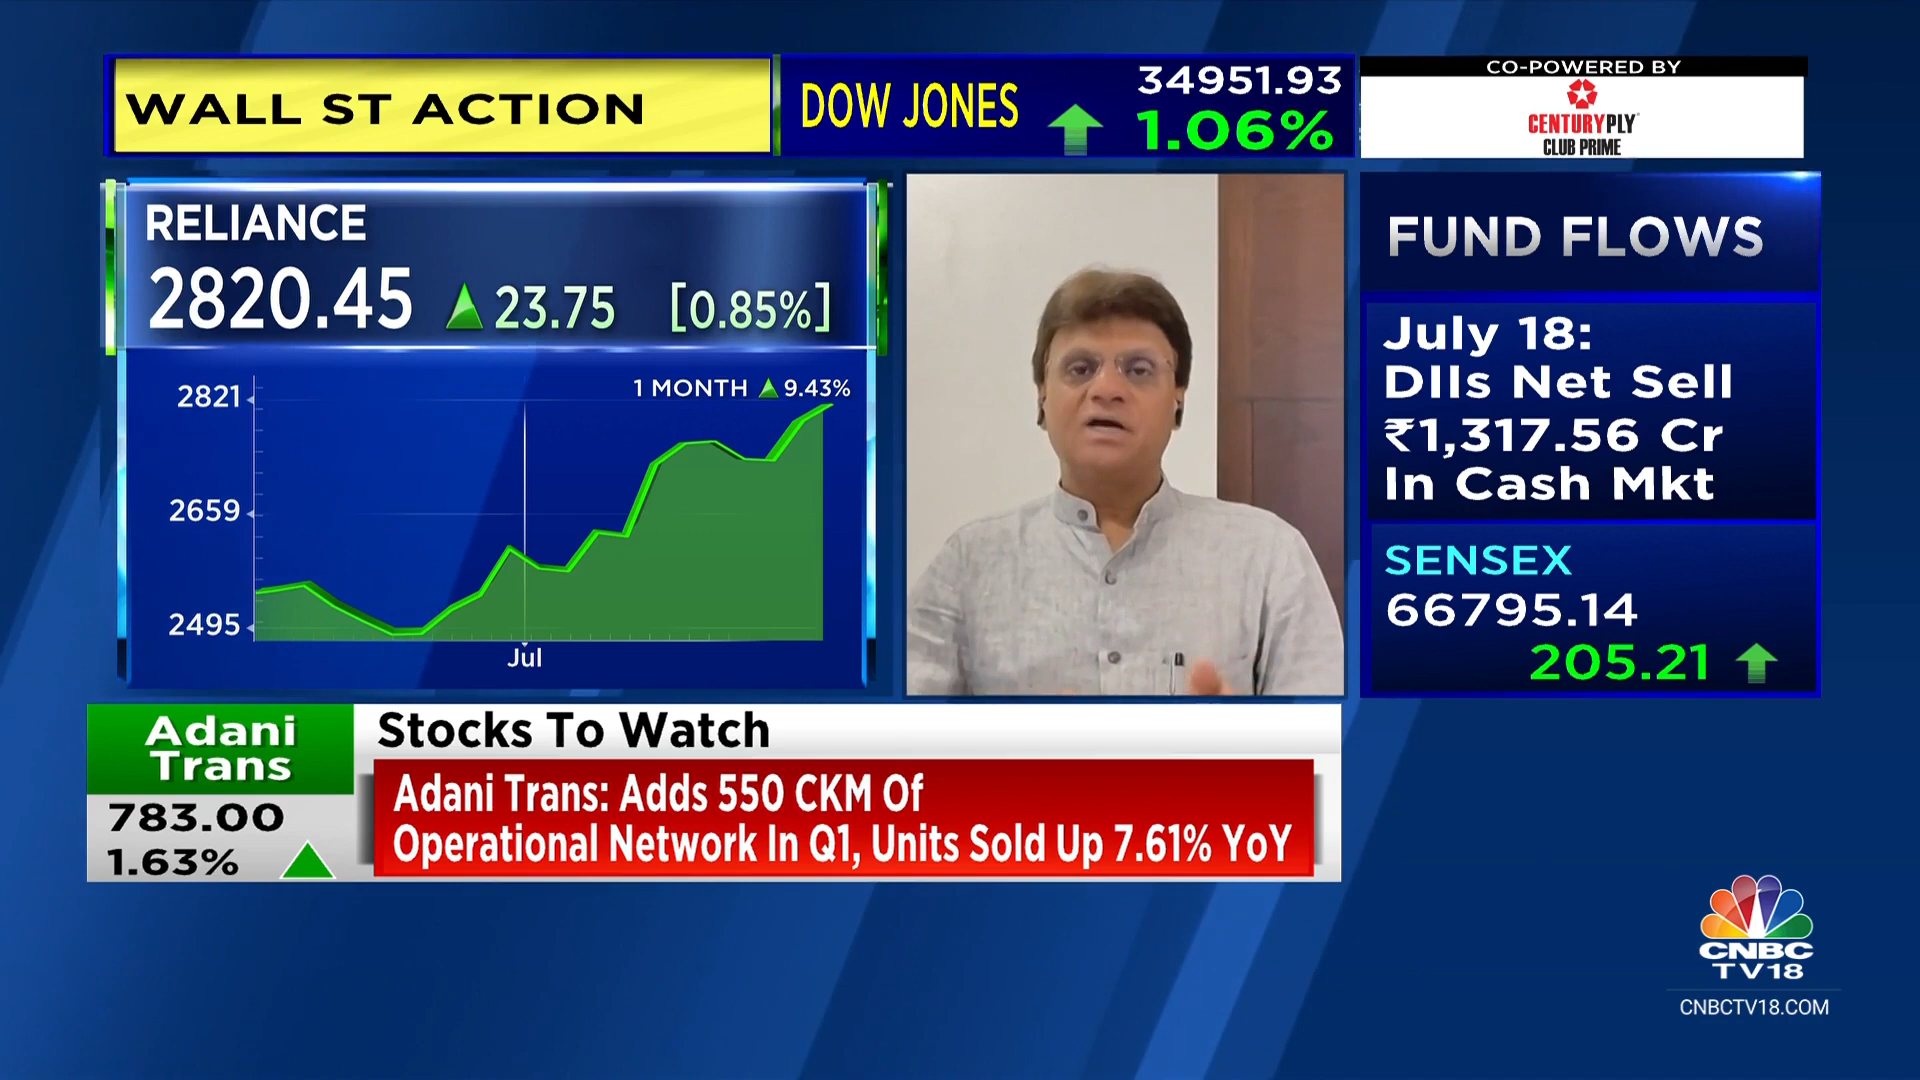 WALL ST ACTION
DOW JONES
34951.93
1.06%
CO-POWERED BY
CENTURYPLY
CLUB PRIME
RELIANCE
2820.45 23.75 [0.85%]
1 MONTH 9.43%
2821
2659
2495
Jul
FUND FLOWS
July 18:
DIIs Net Sell
₹1,317.56 Cr
In Cash Mkt
SENSEX
66795.14
205.21
Adani
Trans
783.00
1.63%
Stocks To Watch
Adani Trans: Adds 550 CKM Of
Operational Network In Q1, Units Sold Up 7.61% YoY
CNBC
TV18
CNBCTV18.COM